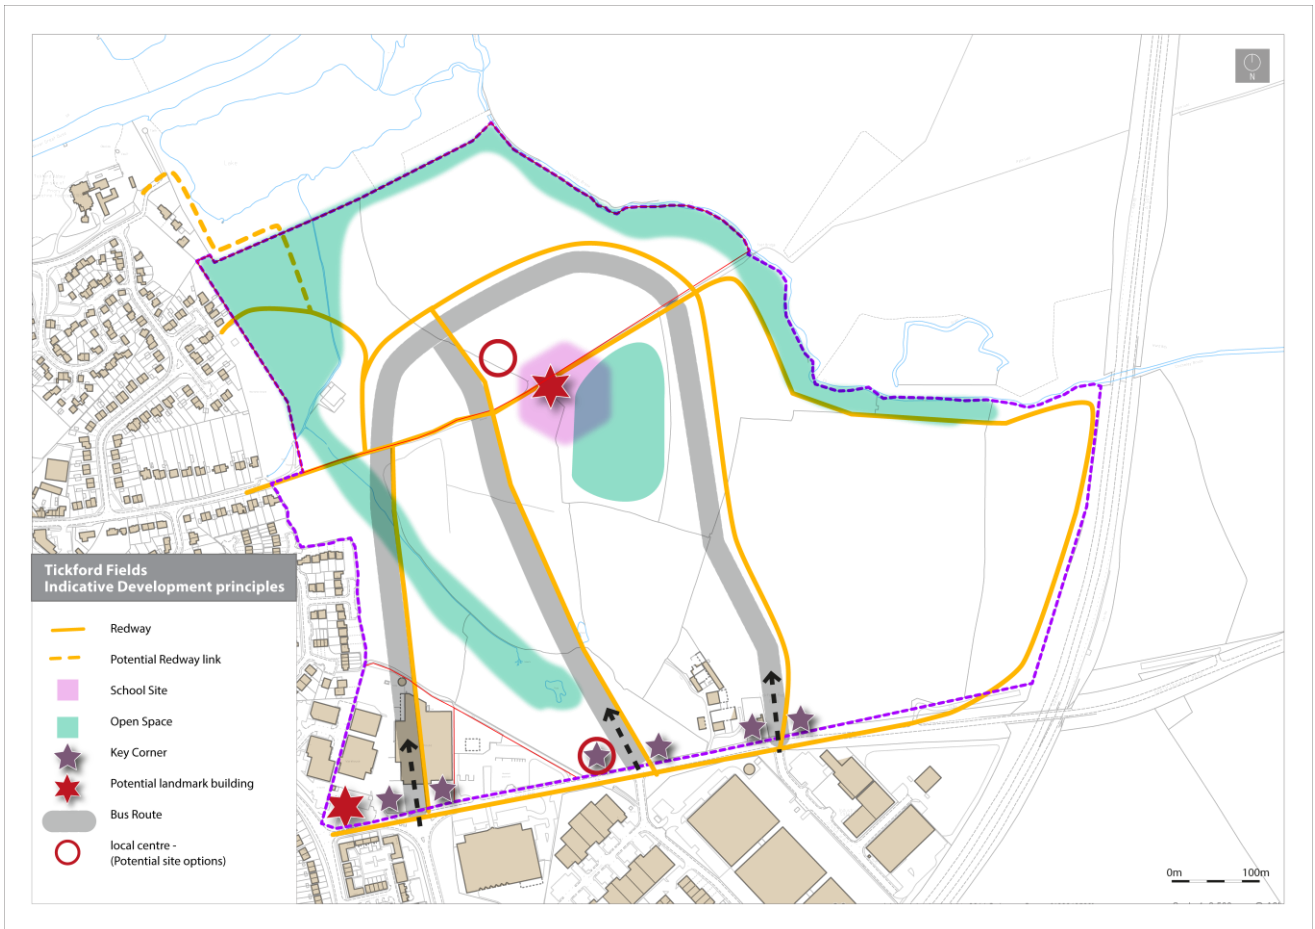 N
Tickford Fields
Indicative Development principles
Redway
Potential Redway link
School Site
Open Space
Key Corner
Potential landmark building
Bus Route
local centre -
(Potential site options)
0m 100m